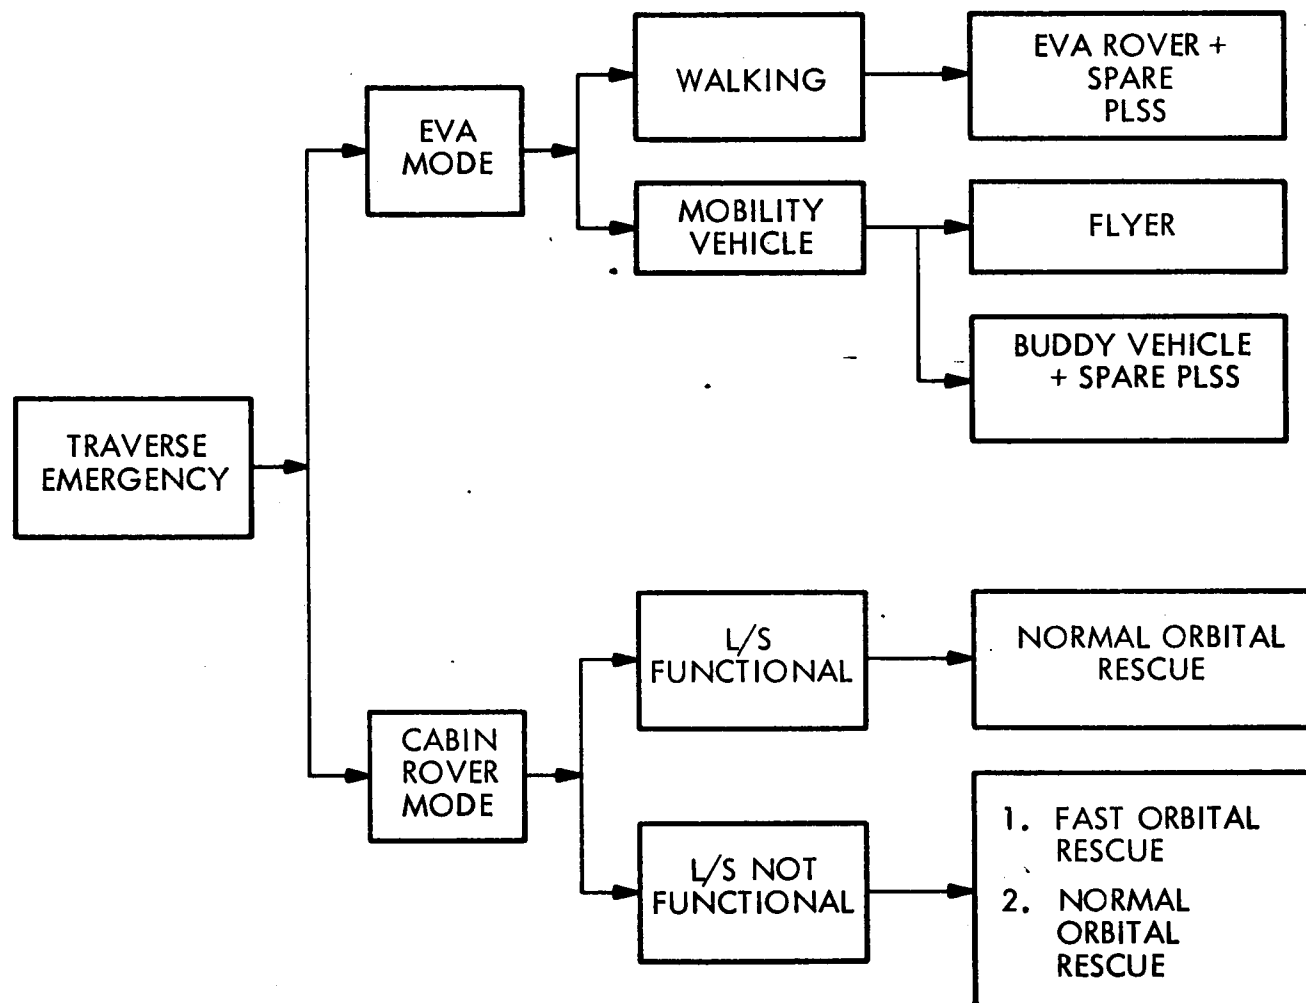 WALKING
EVA ROVER +
SPARE
PLSS
EVA
MODE
MOBILITY
VEHICLE
FLYER
BUDDY VEHICLE
+ SPARE PLSS
TRAVERSE
EMERGENCY
L/S
FUNCTIONAL
NORMAL ORBITAL
RESCUE
CABIN
ROVER
MODE
L/S NOT
FUNCTIONAL
1. FAST ORBITAL
RESCUE
2. NORMAL
ORBITAL
RESCUE